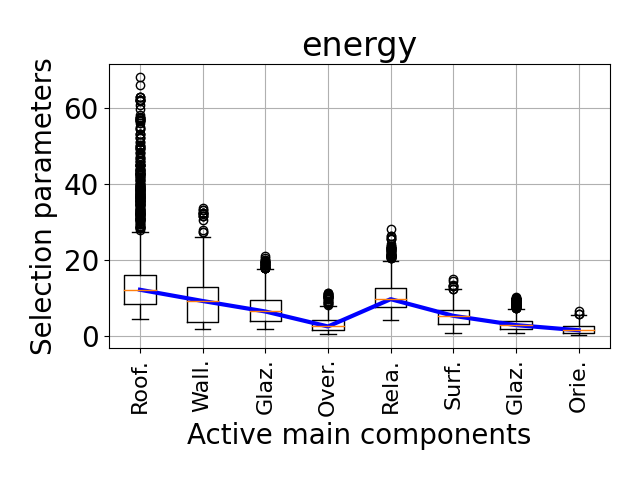 energy
Selection parameters
60
40
20
0
Roof.
Wall.
Glaz.
Over.
Rela.
Surf.
Glaz.
Orie.
Active main components